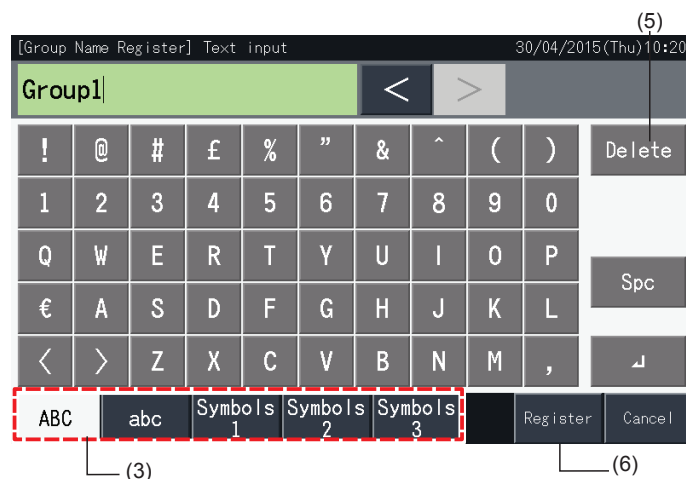 (5)
[Group Name Register] Text input 30/04/2015(Thu)10:20
Group1 < >
! @ # £ % ” & ^ ( ) Delete
1 2 3 4 5 6 7 8 9 0
Q W E R T Y U I O P
Spc
€ A S D F G H J K L
〈 〉 Z X C V B N M , ↵
ABC abc Symbols 1 Symbols 2 Symbols 3 Register Cancel
(3) (6)